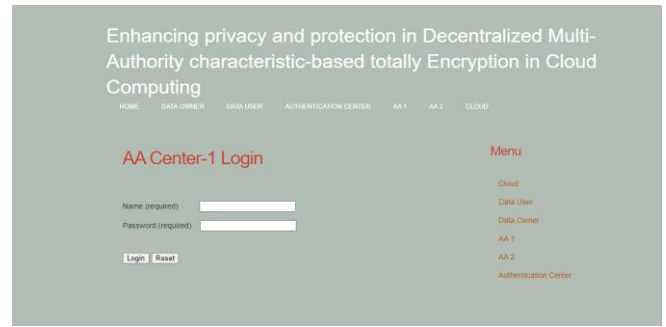 Enhancing privacy and protection in Decentralized Multi-
Authority characteristic-based totally Encryption in Cloud
Computing
HOME DATA OWNER DATA USER AUTHENTICATION CENTER AA 1 AA 2 CLOUD
AA Center-1 Login
Name (required)
Password (required)
Login Reset
Menu
Cloud
Data User
Data Owner
AA 1
AA 2
Authentication Center